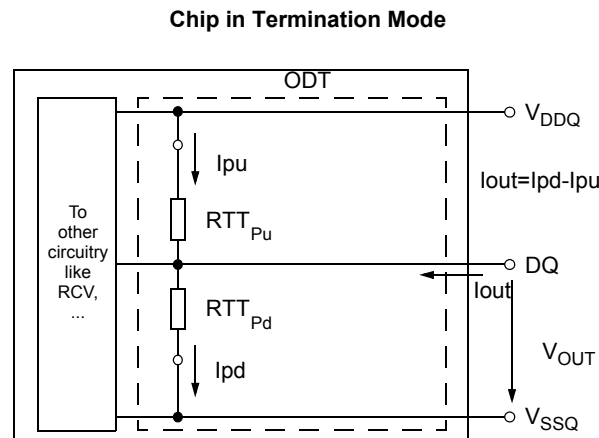 Chip in Termination Mode
ODT
V_DDQ
Ipu
Iout=Ipd-Ipu
To
other
circuitry
like
RCV,
...
RTT_Pu
DQ
Iout
RTT_Pd
V_OUT
Ipd
V_SSQ